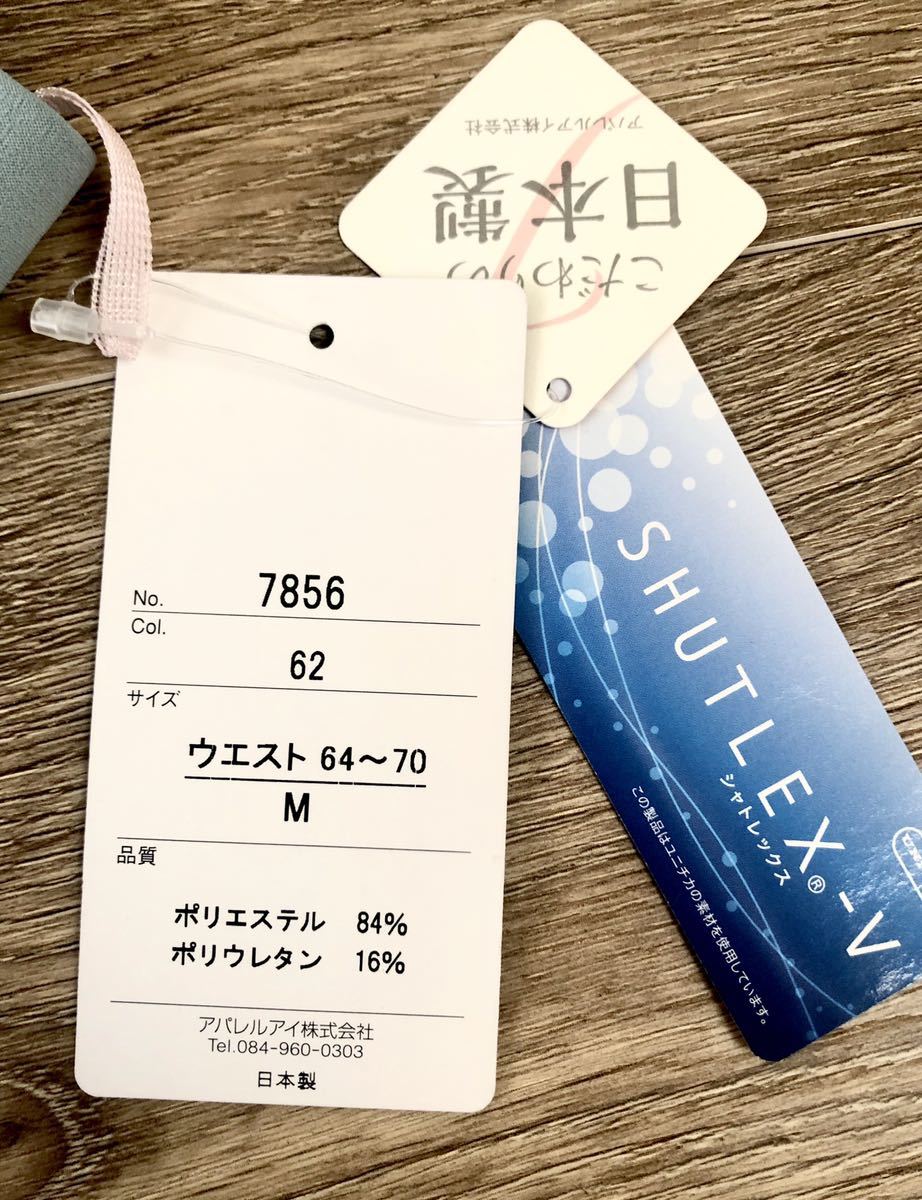 こだわりの
日本製
アパレルアイ株式会社
SHUTLEX®-V
シャトレックス
この製品はユニチカの素材を使用しています。
No. 7856
Col.
62
サイズ
ウエスト 64～70
M
品質
ポリエステル 84%
ポリウレタン 16%
アパレルアイ株式会社
Tel.084-960-0303
日本製